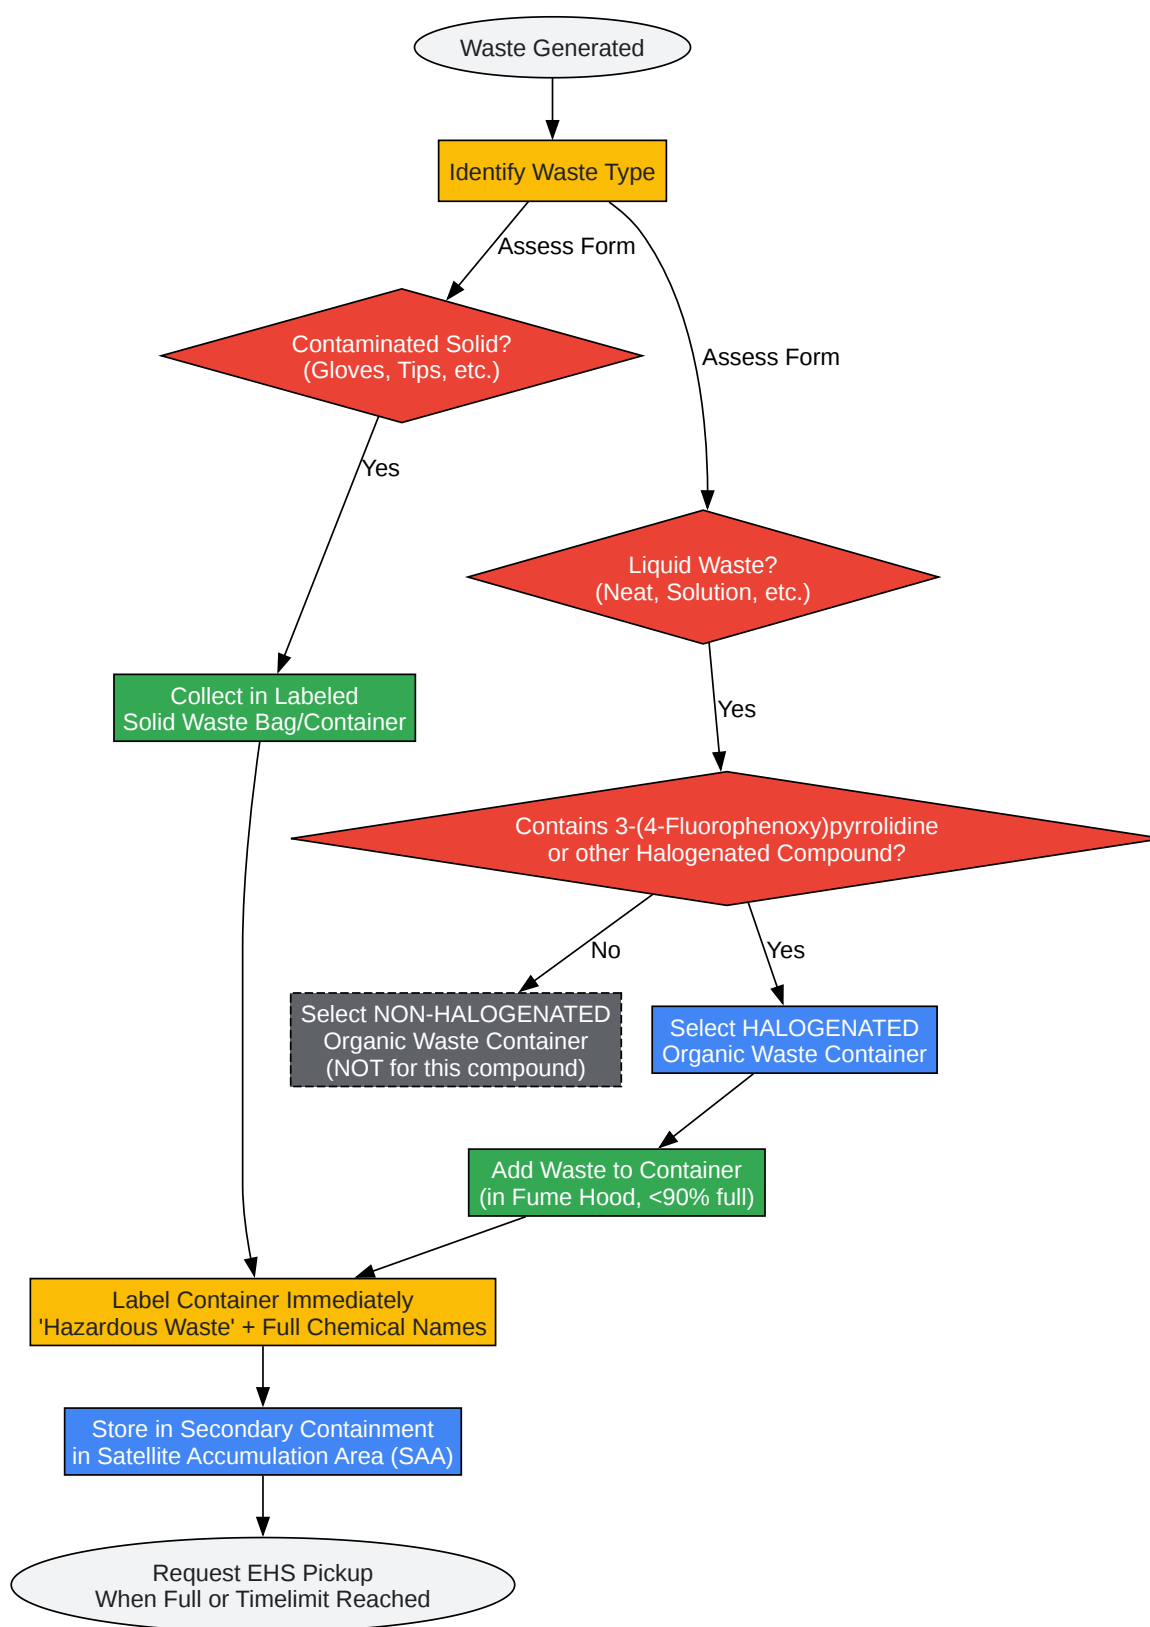 Waste Generated
Identify Waste Type
Assess Form
Contaminated Solid?
(Gloves, Tips, etc.)
Assess Form
Yes
Liquid Waste?
(Neat, Solution, etc.)
Collect in Labeled
Solid Waste Bag/Container
Yes
Contains 3-(4-Fluorophenoxy)pyrrolidine
or other Halogenated Compound?
No
Yes
Select NON-HALOGENATED
Organic Waste Container
(NOT for this compound)
Select HALOGENATED
Organic Waste Container
Add Waste to Container
(in Fume Hood, <90% full)
Label Container Immediately
'Hazardous Waste' + Full Chemical Names
Store in Secondary Containment
in Satellite Accumulation Area (SAA)
Request EHS Pickup
When Full or Timelimit Reached